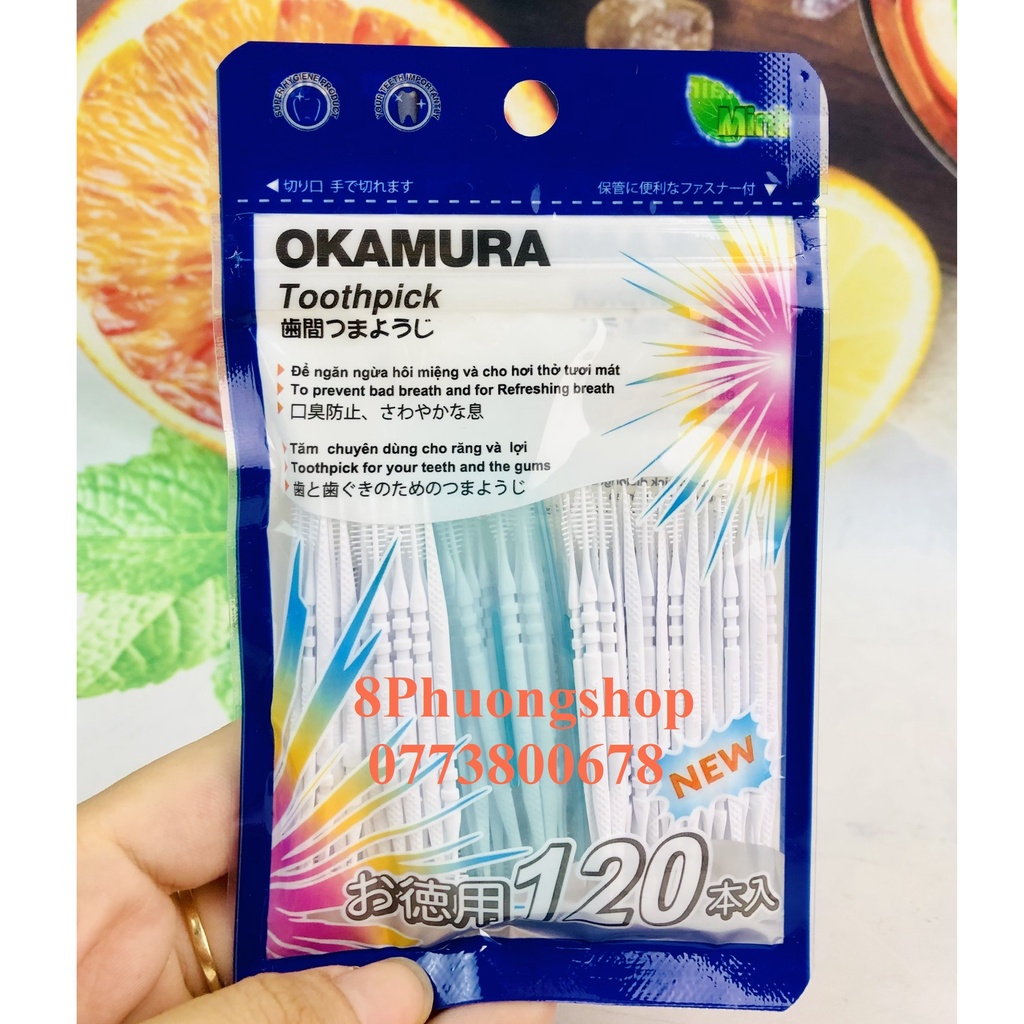 SUPER HYGIENE PRODUCT
YOUR TEETH IMPORTANTLY
Mint
◀切り口 手で切れます
保管に便利なファスナー付▼
OKAMURA
Toothpick
歯間つまようじ
Để ngăn ngừa hôi miệng và cho hơi thở tươi mát
To prevent bad breath and for Refreshing breath
口臭防止、さわやかな息
Tăm chuyên dùng cho răng và lợi
Toothpick for your teeth and the gums
歯と歯ぐきのためのつまようじ
8Phuongshop
0773800678
NEW
お徳用120本入